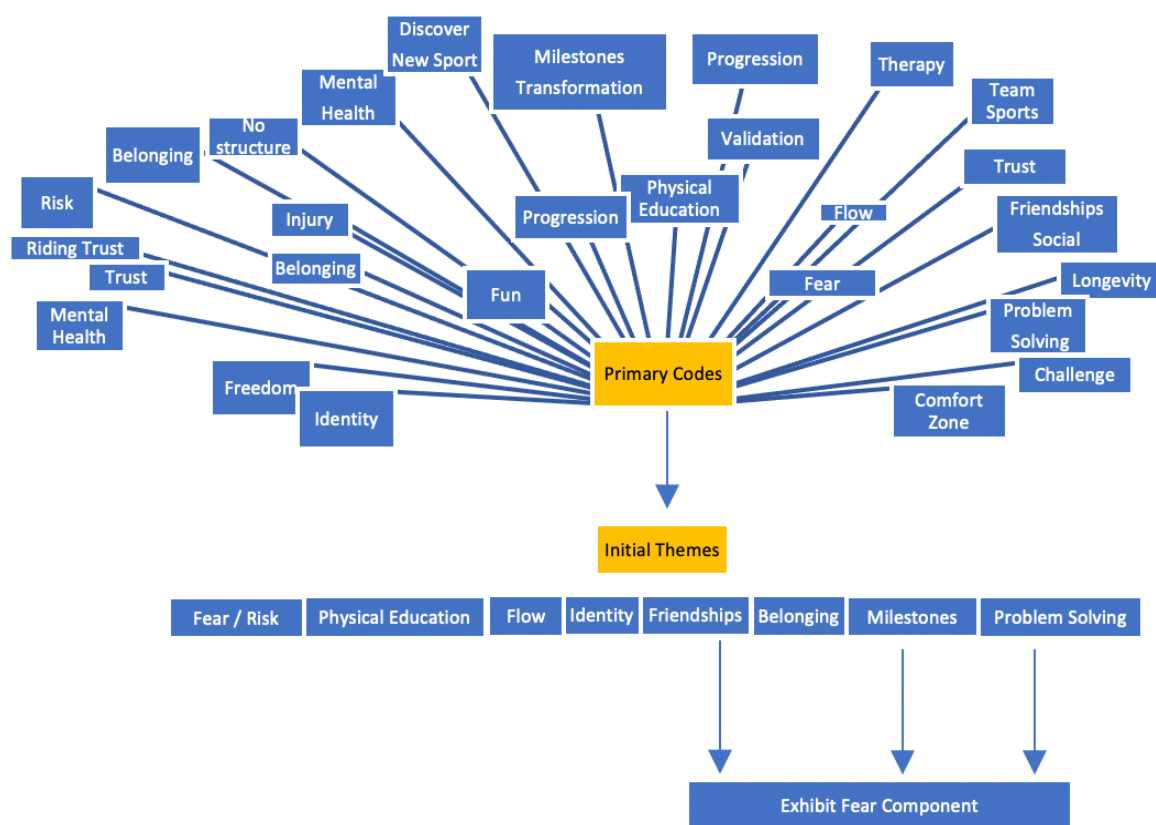 Discover
New Sport
Milestones
Transformation
Progression
Therapy
Mental
Health
Team
Sports
No
structure
Validation
Belonging
Trust
Risk
Injury
Progression
Physical
Education
Flow
Friendships
Social
Riding Trust
Trust
Belonging
Fun
Fear
Longevity
Mental
Health
Problem
Solving
Primary Codes
Challenge
Freedom
Identity
Comfort
Zone
Initial Themes
Fear / Risk
Physical Education
Flow
Identity
Friendships
Belonging
Milestones
Problem Solving
Exhibit Fear Component